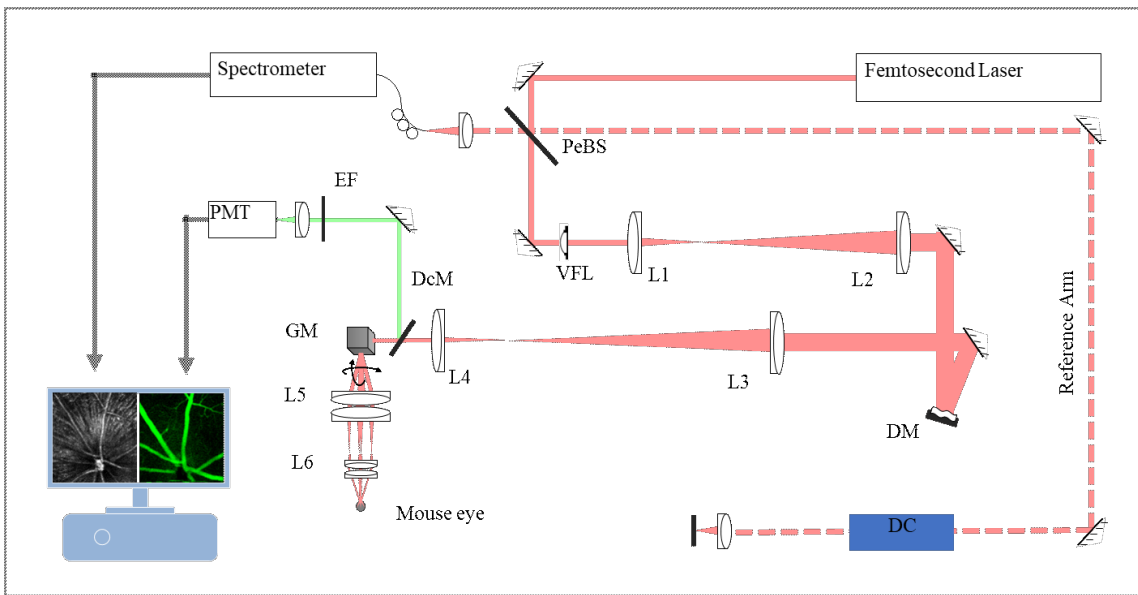 Spectrometer
Femtosecond Laser
PeBS
EF
PMT
VFL
L1
L2
DcM
GM
L4
L3
Reference Arm
L5
DM
L6
Mouse eye
DC